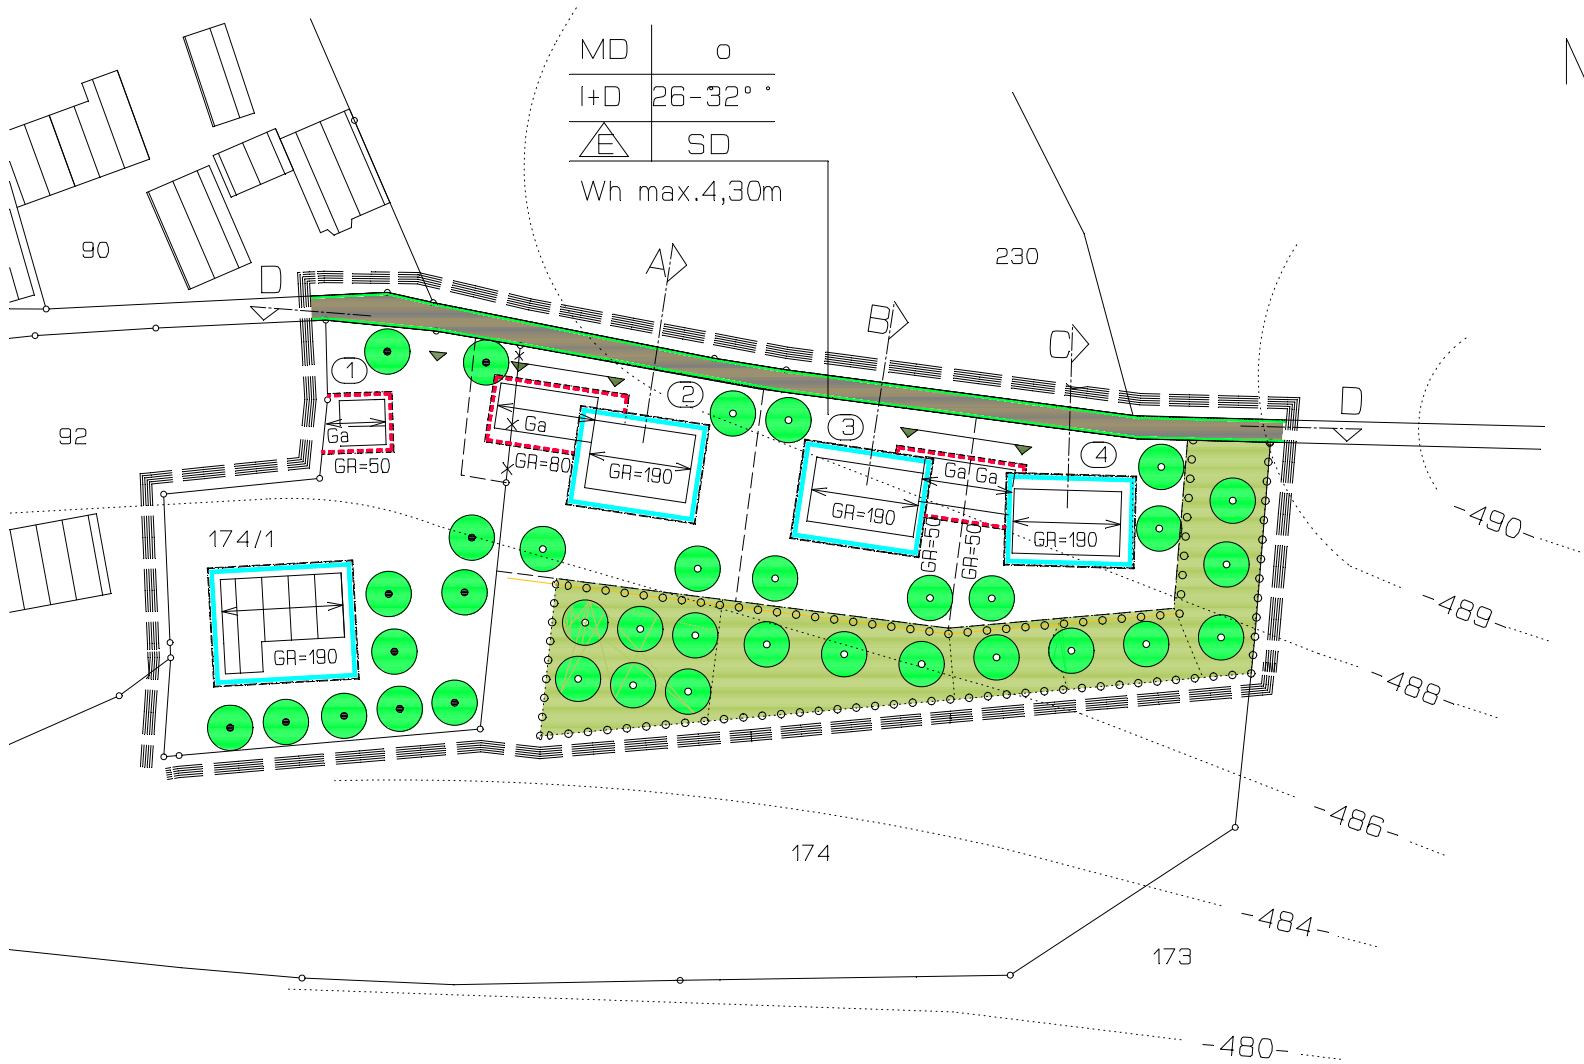 MD o
I+D 26-32° °
E SD
Wh max.4,30m
90
230
D
A
B
C
D
1
2
3
4
92
Ga
GR=50
Ga
GR=80
GR=190
Ga Ga
GR=190
GR=50
GR=50
GR=190
174/1
GR=190
-490-
-489-
-488-
-486-
174
-484-
173
-480-